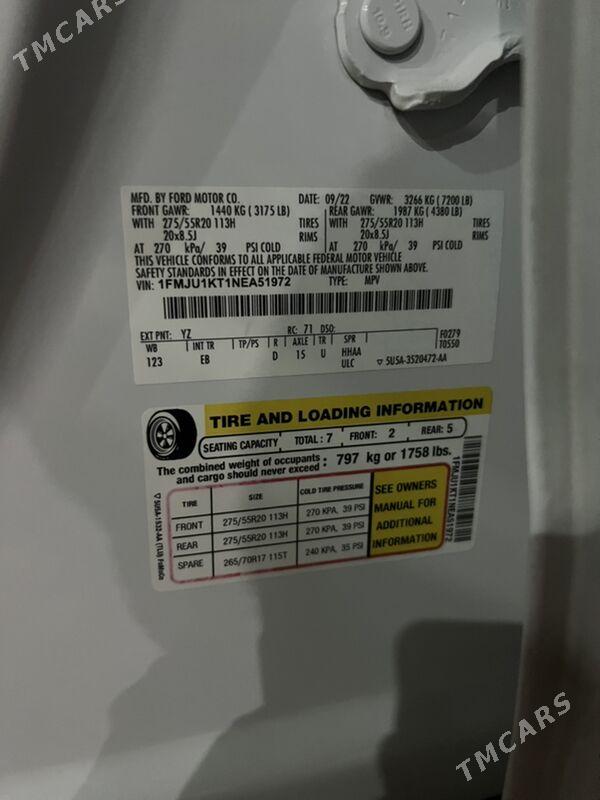 TMCARS
MFD. BY FORD MOTOR CO. DATE: 09/22 GVWR: 3266 KG ( 7200 LB)
FRONT GAWR: 1440 KG ( 3175 LB) REAR GAWR: 1987 KG ( 4380 LB)
WITH 275/55R20 113H TIRES WITH 275/55R20 113H TIRES
20x8.5J RIMS 20x8.5J RIMS
AT 270 kPa/ 39 PSI COLD AT 270 kPa/ 39 PSI COLD
THIS VEHICLE CONFORMS TO ALL APPLICABLE FEDERAL MOTOR VEHICLE
SAFETY STANDARDS IN EFFECT ON THE DATE OF MANUFACTURE SHOWN ABOVE.
VIN: 1FMJU1KT1NEA51972 TYPE: MPV
EXT PNT: YZ RC: 71 DSO: F0279
WB INT TR TP/PS R AXLE TR SPR T0550
123 EB D 15 U HHAA
ULC ▽ 5U5A-3520472-AA
TIRE AND LOADING INFORMATION
SEATING CAPACITY TOTAL : 7 FRONT: 2 REAR: 5
The combined weight of occupants and cargo should never exceed : 797 kg or 1758 lbs.
TIRE SIZE COLD TIRE PRESSURE
FRONT 275/55R20 113H 270 KPA, 39 PSI
REAR 275/55R20 113H 270 KPA, 39 PSI
SPARE 265/70R17 115T 240 KPA, 35 PSI
SEE OWNERS
MANUAL FOR
ADDITIONAL
INFORMATION
1FMJU1KT1NEA51972
TMCARS